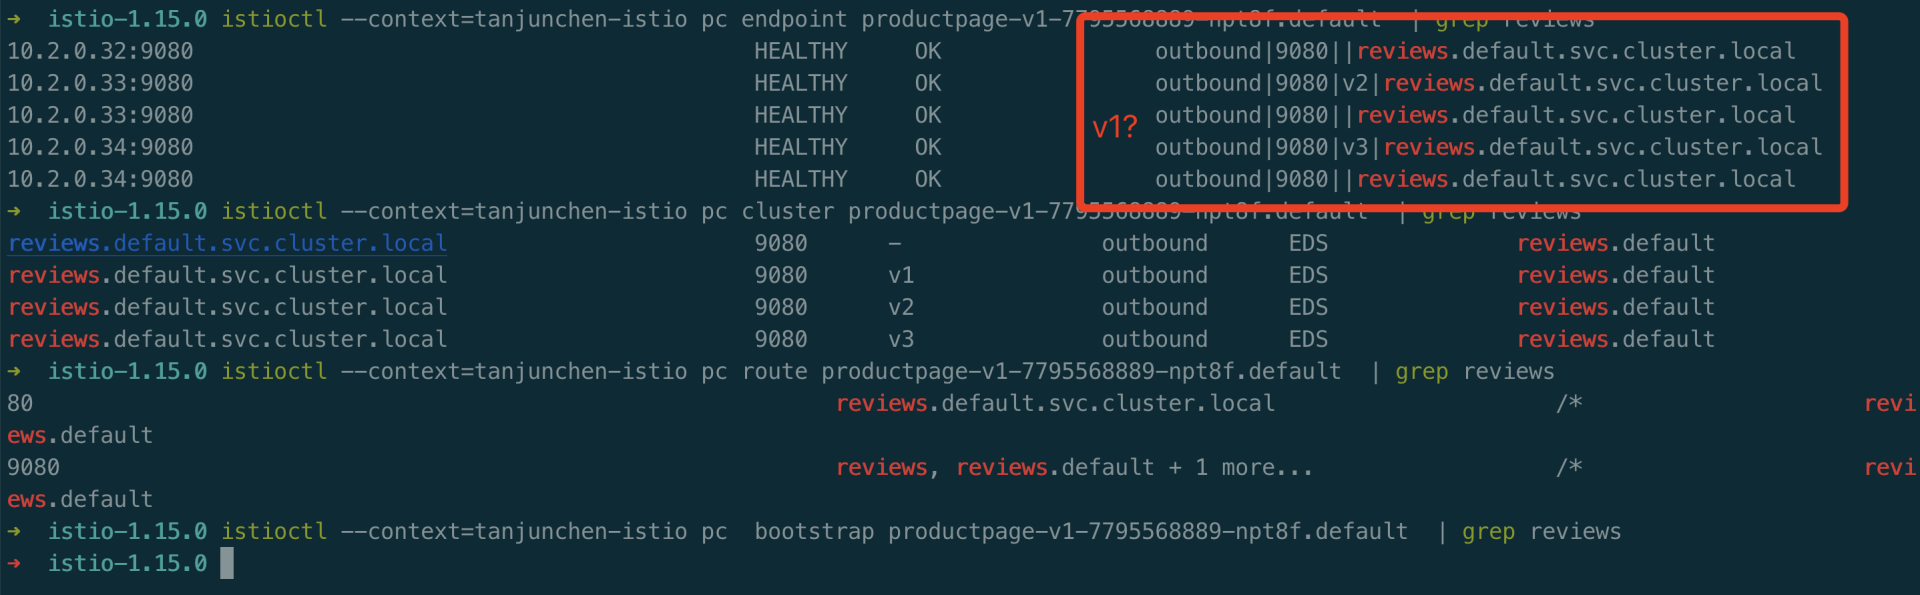 → istio-1.15.0 istioctl --context=tanjunchen-istio pc endpoint productpage-v1-7795568889-npt8f.default | grep reviews
10.2.0.32:9080 HEALTHY OK outbound|9080||reviews.default.svc.cluster.local
10.2.0.33:9080 HEALTHY OK outbound|9080|v2|reviews.default.svc.cluster.local
10.2.0.33:9080 HEALTHY OK outbound|9080||reviews.default.svc.cluster.local
v1?
10.2.0.34:9080 HEALTHY OK outbound|9080|v3|reviews.default.svc.cluster.local
10.2.0.34:9080 HEALTHY OK outbound|9080||reviews.default.svc.cluster.local
→ istio-1.15.0 istioctl --context=tanjunchen-istio pc cluster productpage-v1-7795568889-npt8f.default | grep reviews
reviews.default.svc.cluster.local 9080 - outbound EDS reviews.default
reviews.default.svc.cluster.local 9080 v1 outbound EDS reviews.default
reviews.default.svc.cluster.local 9080 v2 outbound EDS reviews.default
reviews.default.svc.cluster.local 9080 v3 outbound EDS reviews.default
→ istio-1.15.0 istioctl --context=tanjunchen-istio pc route productpage-v1-7795568889-npt8f.default | grep reviews
80 reviews.default.svc.cluster.local /* revi
ews.default
9080 reviews, reviews.default + 1 more... /* revi
ews.default
→ istio-1.15.0 istioctl --context=tanjunchen-istio pc bootstrap productpage-v1-7795568889-npt8f.default | grep reviews
→ istio-1.15.0